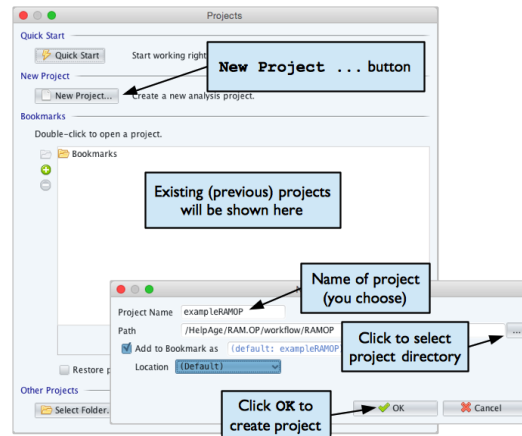 Projects
Quick Start
Quick Start
Start working right
New Project ... button
New Project
New Project...
Create a new analysis project.
Bookmarks
Double-click to open a project.
Bookmarks
Existing (previous) projects
will be shown here
Name of project
(you choose)
Project Name
exampleRAMOP
Path
/HelpAge/RAM.OP/workflow/RAMOP
...
Click to select
project directory
Add to Bookmark as
(default: exampleRAMOP
Location
(Default)
Restore
Other Projects
Select Folder.
Click OK to
create project
OK
Cancel